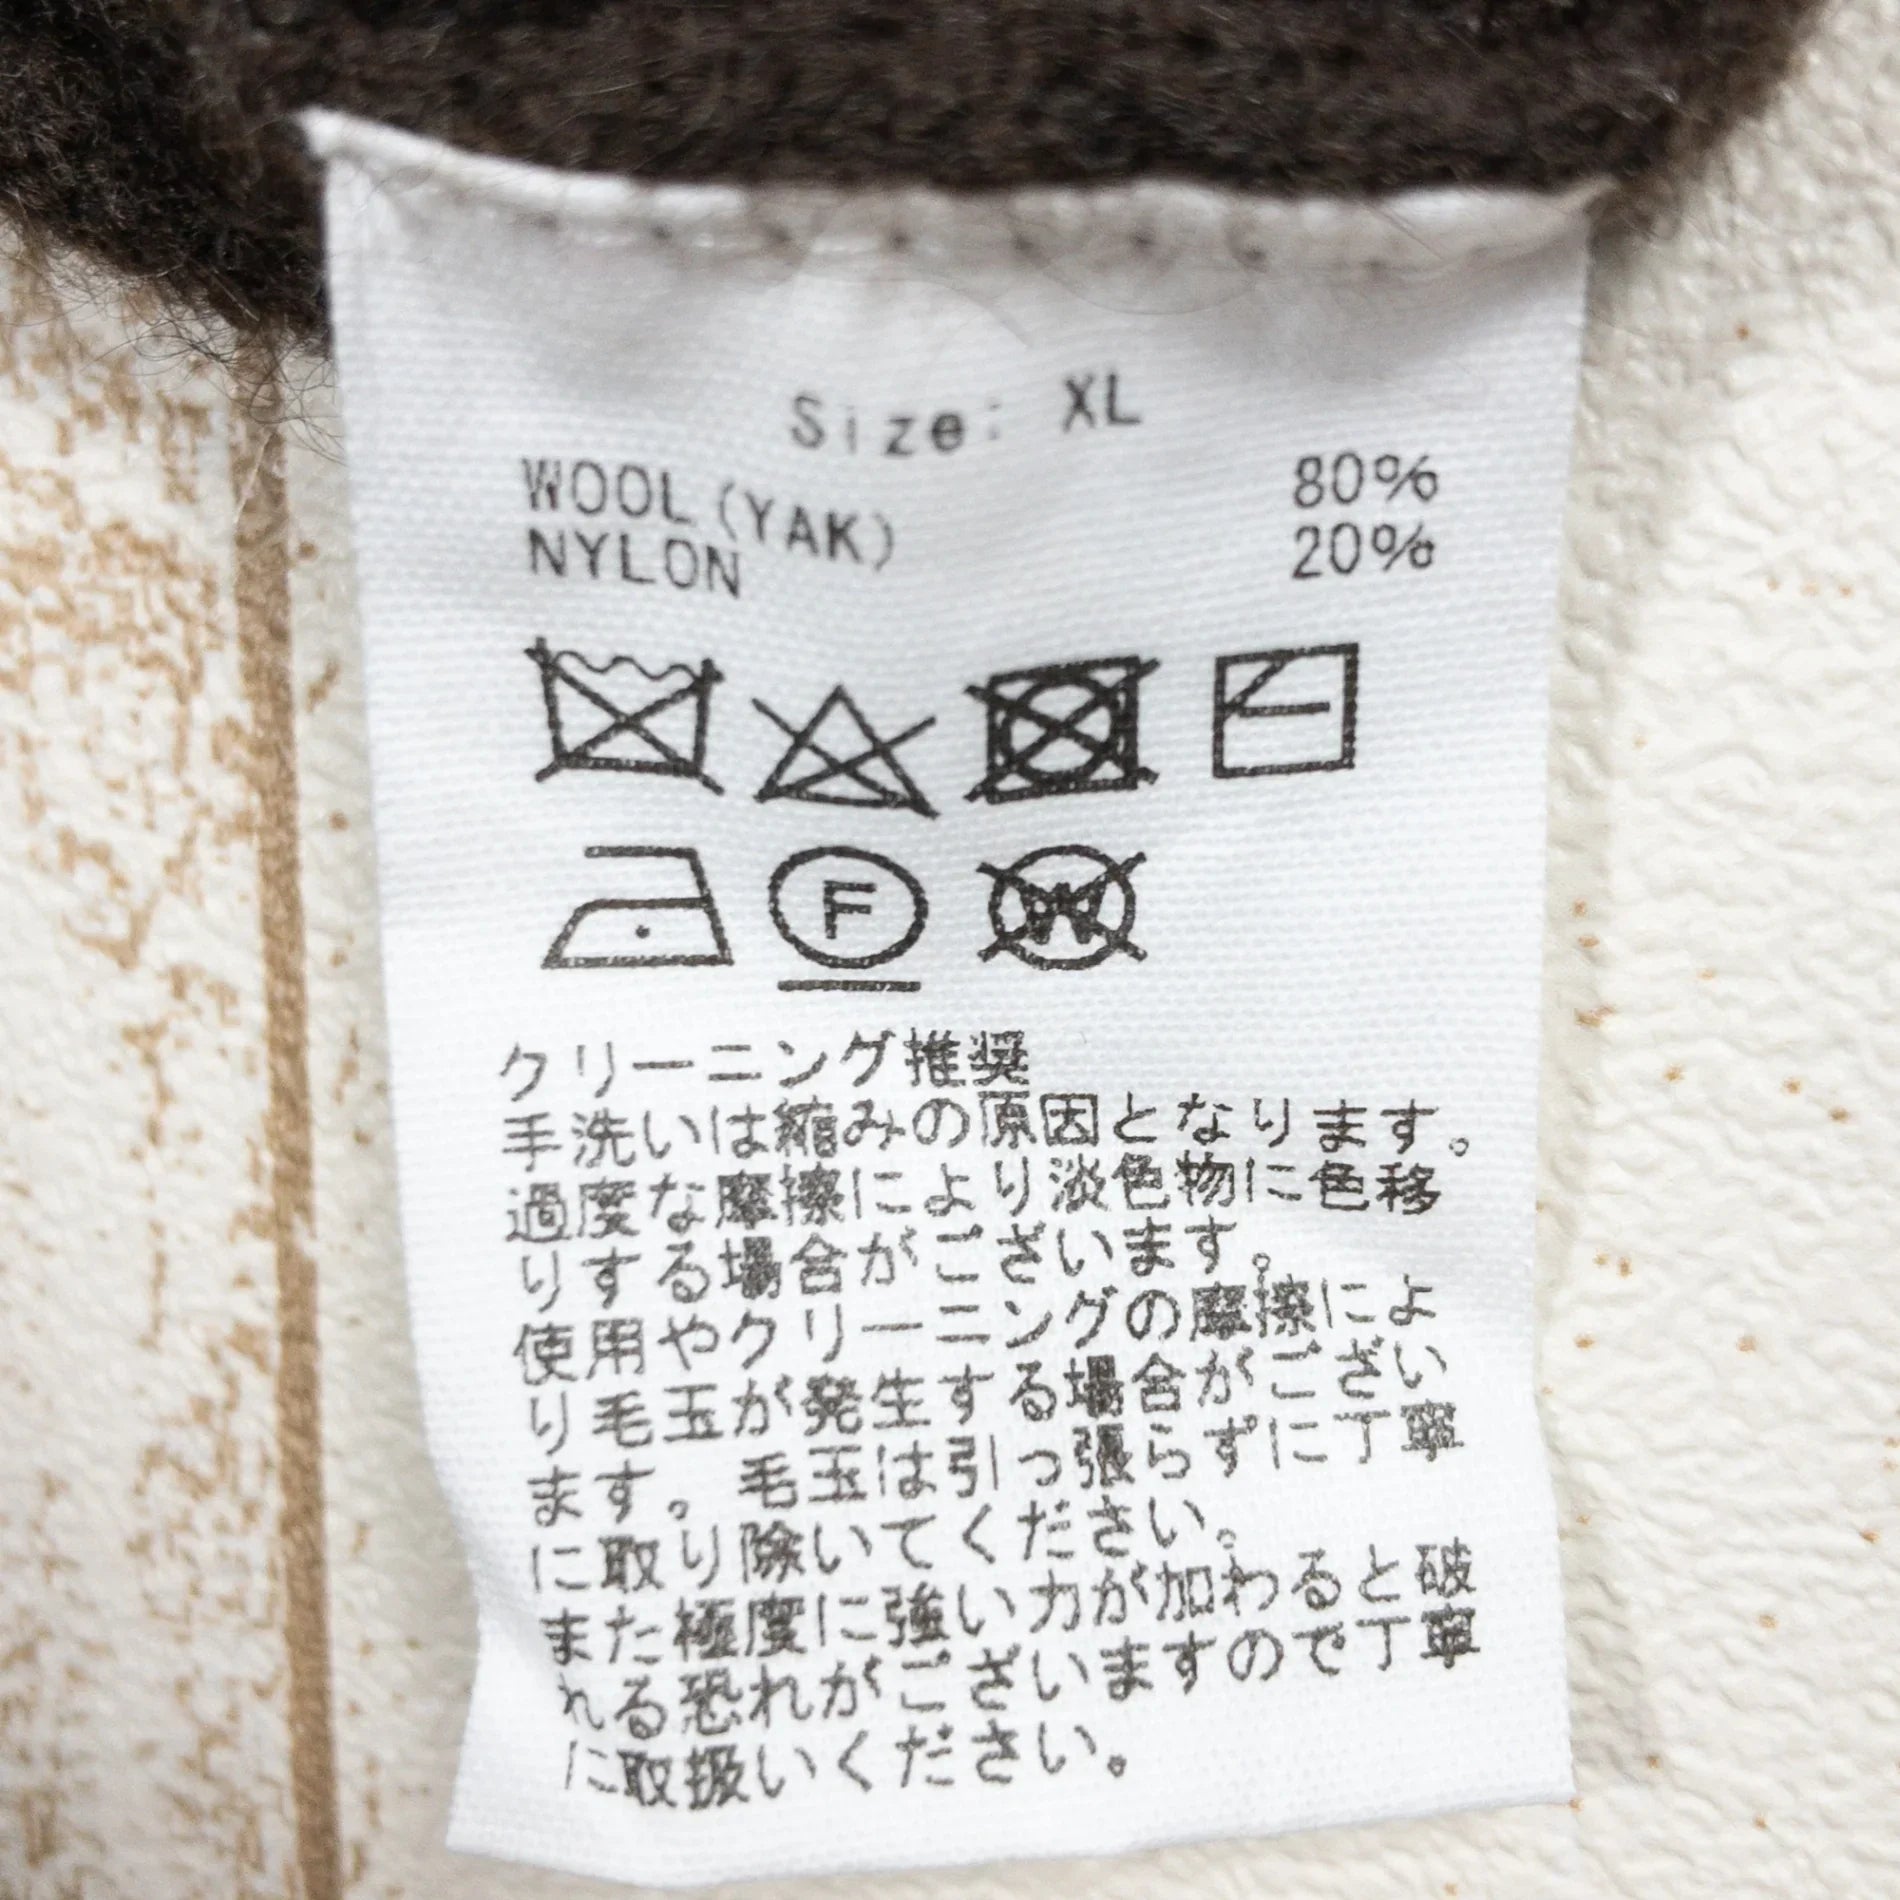 Size: XL
WOOL(YAK) 80%
NYLON 20%
F
W
クリーニング推奨
手洗いは縮みの原因となります。
過度な摩擦により淡色物に色移
りする場合がございます。
使用やクリーニングの摩擦によ
り毛玉が発生する場合がござい
ます。毛玉は引っ張らずに丁寧
に取り除いてください。
また極度に強い力が加わると破
れる恐れがございますので丁寧
に取扱いください。